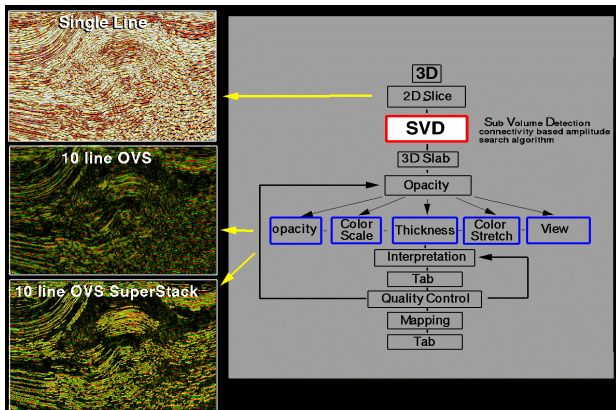 Single Line
10 line OVS
10 line OVS SuperStack
3D
2D Slice
SVD
Sub Volume Detection
connectivity based amplitude
search algorithm
3D Slab
Opacity
opacity
Color
Scale
Thickness
Color
Stretch
View
Interpretation
Tab
Quality Control
Mapping
Tab